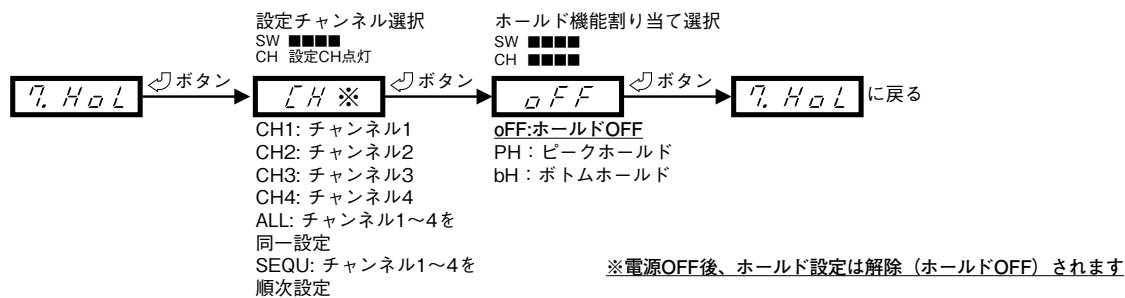 設定チャンネル選択
SW ■■■■
CH 設定CH点灯
ホールド機能割り当て選択
SW ■■■■
CH ■■■■
7. HoL
ボタン
CH ※
ボタン
oFF
ボタン
7. HoL
に戻る
CH1: チャンネル1
CH2: チャンネル2
CH3: チャンネル3
CH4: チャンネル4
ALL: チャンネル1～4を
同一設定
SEQU: チャンネル1～4を
順次設定
oFF:ホールドOFF
PH：ピークホールド
bH：ボトムホールド
※電源OFF後、ホールド設定は解除（ホールドOFF）されます